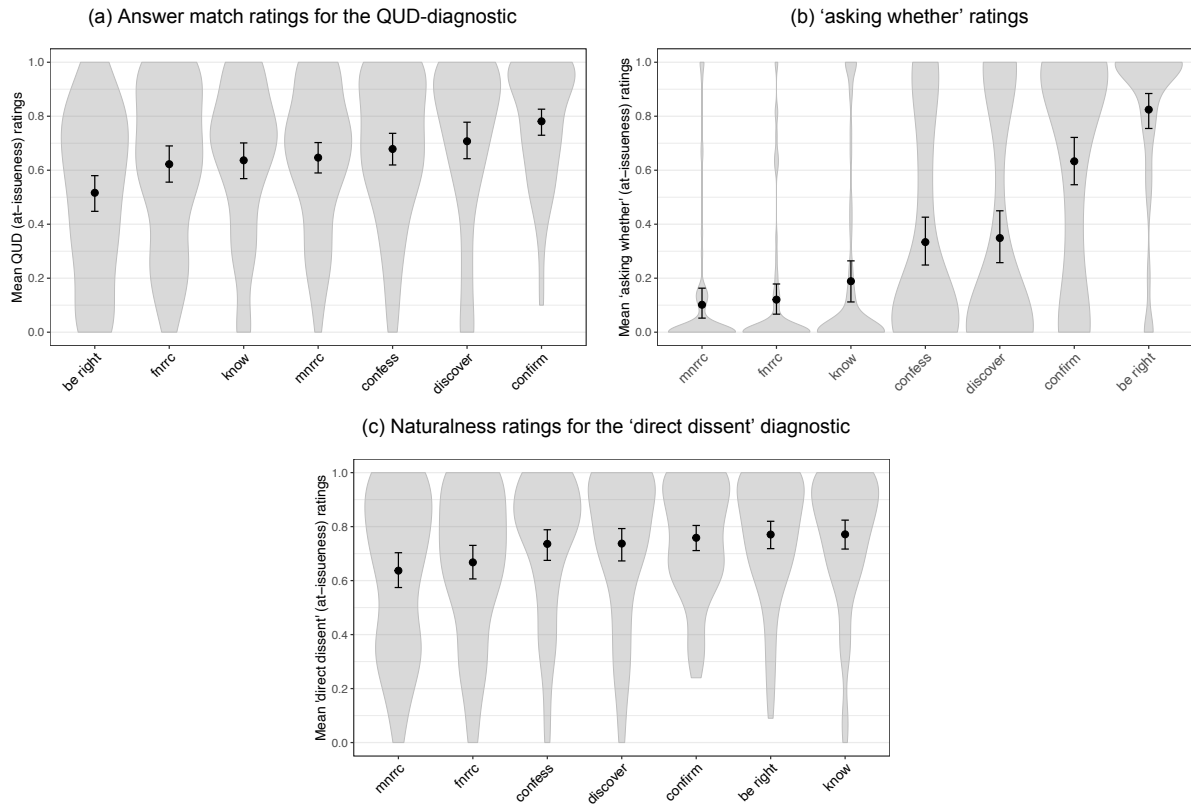 (a) Answer match ratings for the QUD-diagnostic
Mean QUD (at-issueness) ratings
1.0
0.8
0.6
0.4
0.2
0.0
be right
fnrrc
know
mnrrc
confess
discover
confirm
(b) ‘asking whether’ ratings
Mean ‘asking whether’ (at-issueness) ratings
1.0
0.8
0.6
0.4
0.2
0.0
mnrrc
fnrrc
know
confess
discover
confirm
be right
(c) Naturalness ratings for the ‘direct dissent’ diagnostic
Mean 'direct dissent' (at-issueness) ratings
1.0
0.8
0.6
0.4
0.2
0.0
mnrrc
fnrrc
confess
discover
confirm
be right
know